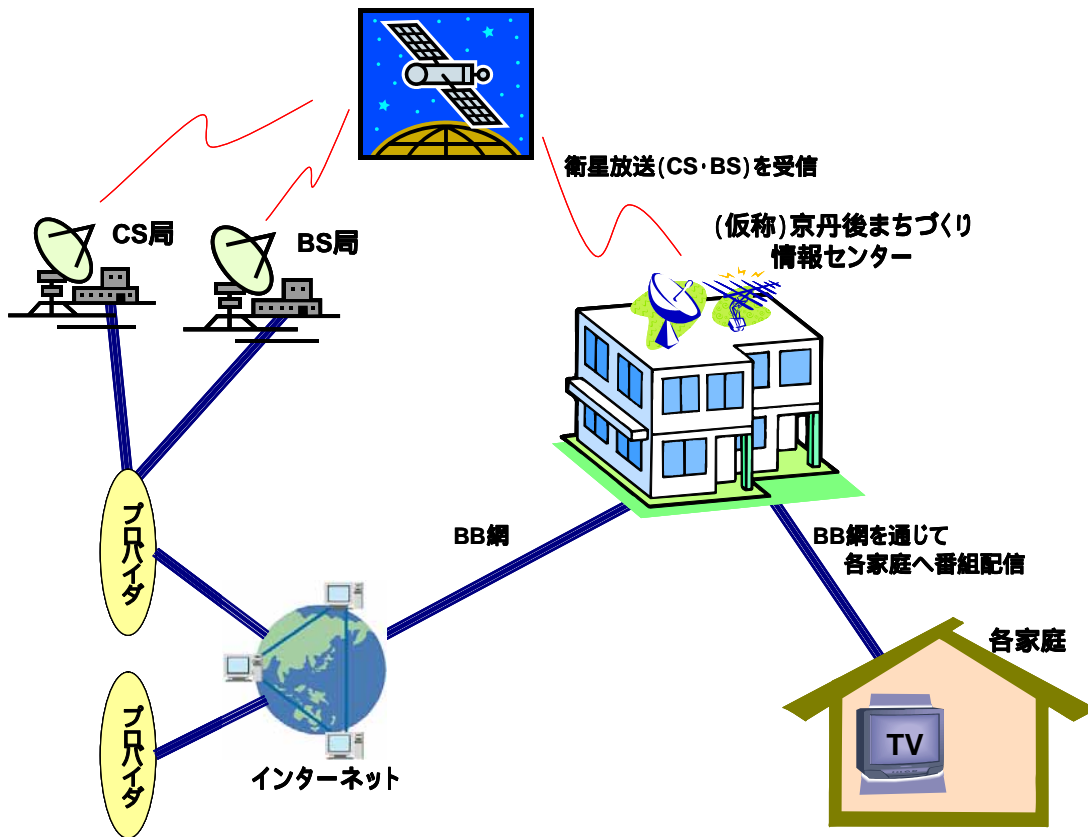 衛星放送(CS・BS)を受信
(仮称)京丹後まちづくり
情報センター
CS局
BS局
プロバイダ
BB網
BB網を通じて
各家庭へ番組配信
各家庭
TV
プロバイダ
インターネット